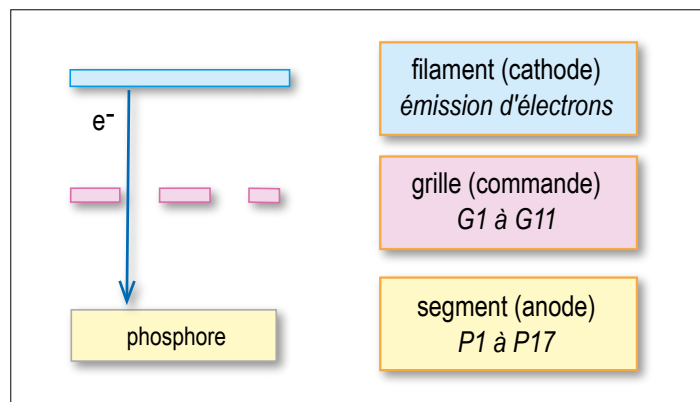 filament (cathode)
émission d'électrons
e-
grille (commande)
G1 à G11
segment (anode)
P1 à P17
phosphore